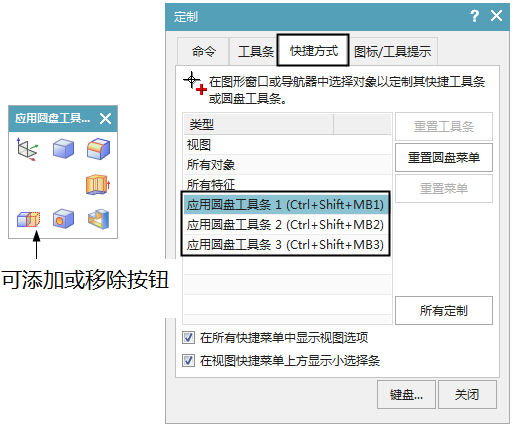 定制
命令
工具条
快捷方式
图标/工具提示
在图形窗口或导航器中选择对象以定制其快捷工具条
或圆盘工具条。
类型
视图
所有对象
所有特征
应用圆盘工具条 1 (Ctrl+Shift+MB1)
应用圆盘工具条 2 (Ctrl+Shift+MB2)
应用圆盘工具条 3 (Ctrl+Shift+MB3)
重置工具条
重置圆盘菜单
重置菜单
所有定制
在所有快捷菜单中显示视图选项
在视图快捷菜单上方显示小选择条
键盘...
关闭
应用圆盘工具...
可添加或移除按钮